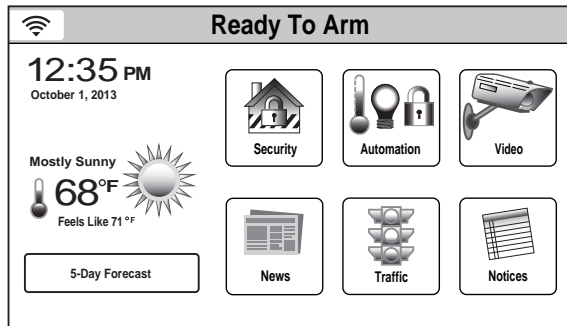 Ready To Arm
12:35 PM
October 1, 2013
Mostly Sunny
68°F
Feels Like 71°F
5-Day Forecast
Security
Automation
Video
News
Traffic
Notices